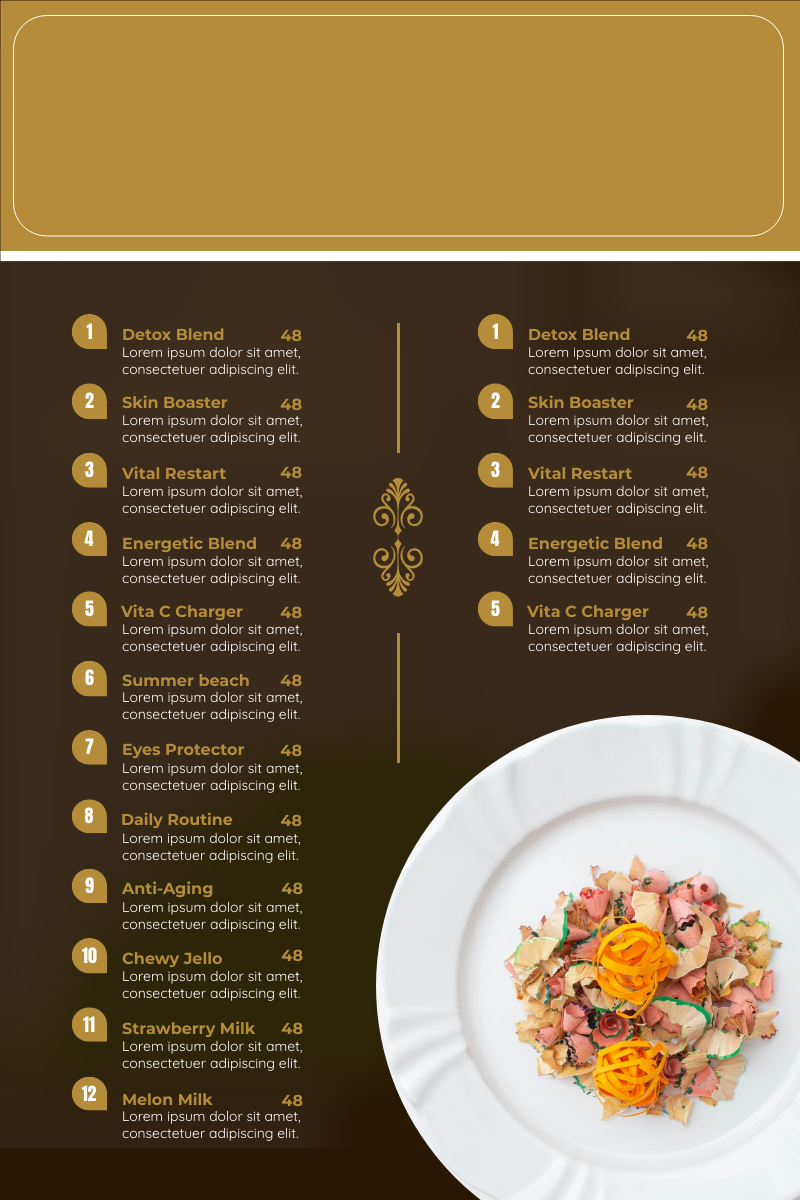 1
Detox Blend 48
Lorem ipsum dolor sit amet,
consectetuer adipiscing elit.
2
Skin Boaster 48
Lorem ipsum dolor sit amet,
consectetuer adipiscing elit.
3
Vital Restart 48
Lorem ipsum dolor sit amet,
consectetuer adipiscing elit.
4
Energetic Blend 48
Lorem ipsum dolor sit amet,
consectetuer adipiscing elit.
5
Vita C Charger 48
Lorem ipsum dolor sit amet,
consectetuer adipiscing elit.
6
Summer beach 48
Lorem ipsum dolor sit amet,
consectetuer adipiscing elit.
7
Eyes Protector 48
Lorem ipsum dolor sit amet,
consectetuer adipiscing elit.
8
Daily Routine 48
Lorem ipsum dolor sit amet,
consectetuer adipiscing elit.
9
Anti-Aging 48
Lorem ipsum dolor sit amet,
consectetuer adipiscing elit.
10
Chewy Jello 48
Lorem ipsum dolor sit amet,
consectetuer adipiscing elit.
11
Strawberry Milk 48
Lorem ipsum dolor sit amet,
consectetuer adipiscing elit.
12
Melon Milk 48
Lorem ipsum dolor sit amet,
consectetuer adipiscing elit.
1
Detox Blend 48
Lorem ipsum dolor sit amet,
consectetuer adipiscing elit.
2
Skin Boaster 48
Lorem ipsum dolor sit amet,
consectetuer adipiscing elit.
3
Vital Restart 48
Lorem ipsum dolor sit amet,
consectetuer adipiscing elit.
4
Energetic Blend 48
Lorem ipsum dolor sit amet,
consectetuer adipiscing elit.
5
Vita C Charger 48
Lorem ipsum dolor sit amet,
consectetuer adipiscing elit.